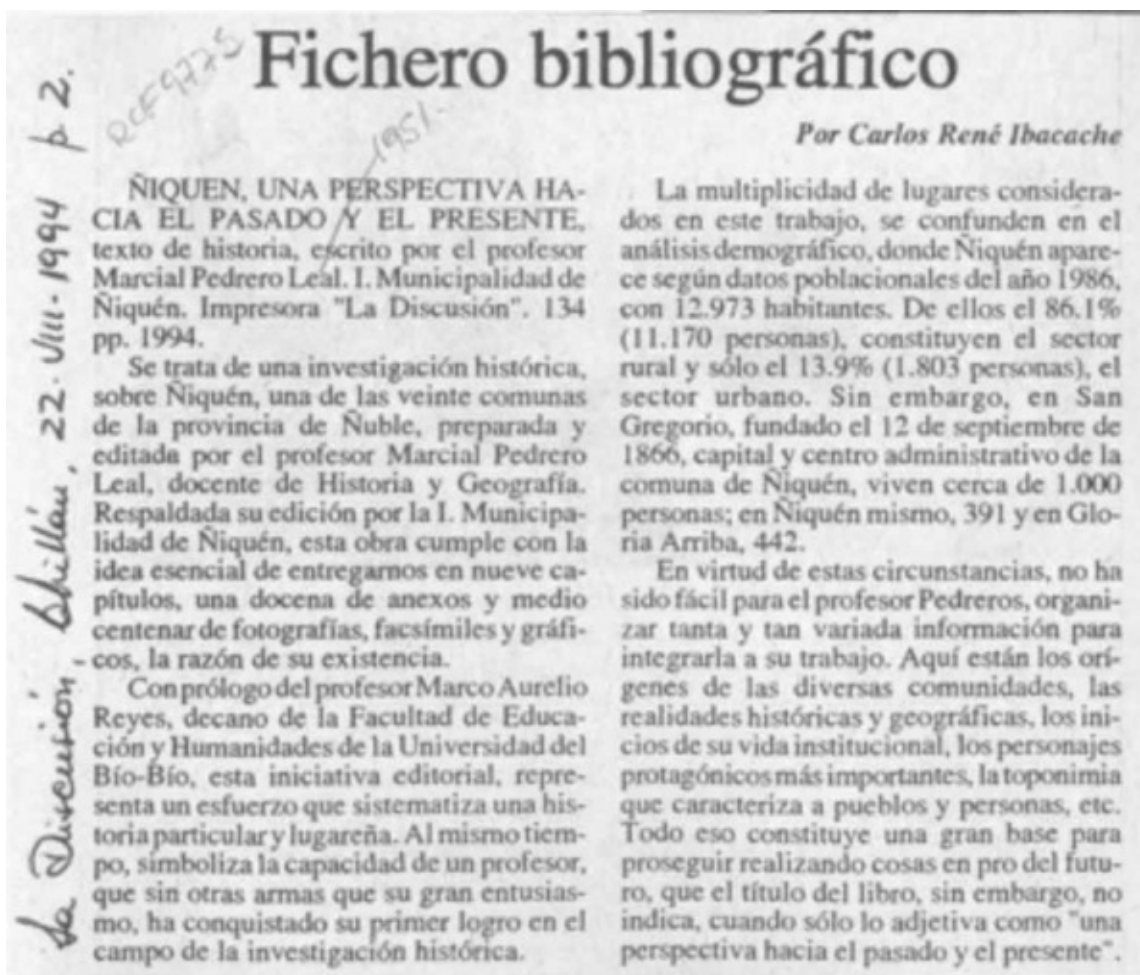 Fichero bibliográfico
Por Carlos René Ibacache
La Discusión, Chillán, 22-VIII-1994 p 2.
RCF9775
1951-
ÑIQUEN, UNA PERSPECTIVA HA-
CIA EL PASADO Y EL PRESENTE,
texto de historia, escrito por el profesor
Marcial Pedrero Leal. I. Municipalidad de
Ñiquén. Impresora "La Discusión". 134
pp. 1994.
Se trata de una investigación histórica,
sobre Ñiquén, una de las veinte comunas
de la provincia de Ñuble, preparada y
editada por el profesor Marcial Pedrero
Leal, docente de Historia y Geografía.
Respaldada su edición por la I. Municipa-
lidad de Ñiquén, esta obra cumple con la
idea esencial de entregarnos en nueve ca-
pítulos, una docena de anexos y medio
centenar de fotografías, facsímiles y gráfi-
cos, la razón de su existencia.
Con prólogo del profesor Marco Aurelio
Reyes, decano de la Facultad de Educa-
ción y Humanidades de la Universidad del
Bío-Bío, esta iniciativa editorial, repre-
senta un esfuerzo que sistematiza una his-
toria particular y lugareña. Al mismo tiem-
po, simboliza la capacidad de un profesor,
que sin otras armas que su gran entusias-
mo, ha conquistado su primer logro en el
campo de la investigación histórica.
La multiplicidad de lugares considera-
dos en este trabajo, se confunden en el
análisis demográfico, donde Ñiquén apare-
ce según datos poblacionales del año 1986,
con 12.973 habitantes. De ellos el 86.1%
(11.170 personas), constituyen el sector
rural y sólo el 13.9% (1.803 personas), el
sector urbano. Sin embargo, en San
Gregorio, fundado el 12 de septiembre de
1866, capital y centro administrativo de la
comuna de Ñiquén, viven cerca de 1.000
personas; en Ñiquén mismo, 391 y en Glo-
ria Arriba, 442.
En virtud de estas circunstancias, no ha
sido fácil para el profesor Pedreros, organi-
zar tanta y tan variada información para
integrarla a su trabajo. Aquí están los orí-
genes de las diversas comunidades, las
realidades históricas y geográficas, los ini-
cios de su vida institucional, los personajes
protagónicos más importantes, la toponimia
que caracteriza a pueblos y personas, etc.
Todo eso constituye una gran base para
proseguir realizando cosas en pro del futu-
ro, que el título del libro, sin embargo, no
indica, cuando sólo lo adjetiva como "una
perspectiva hacia el pasado y el presente".